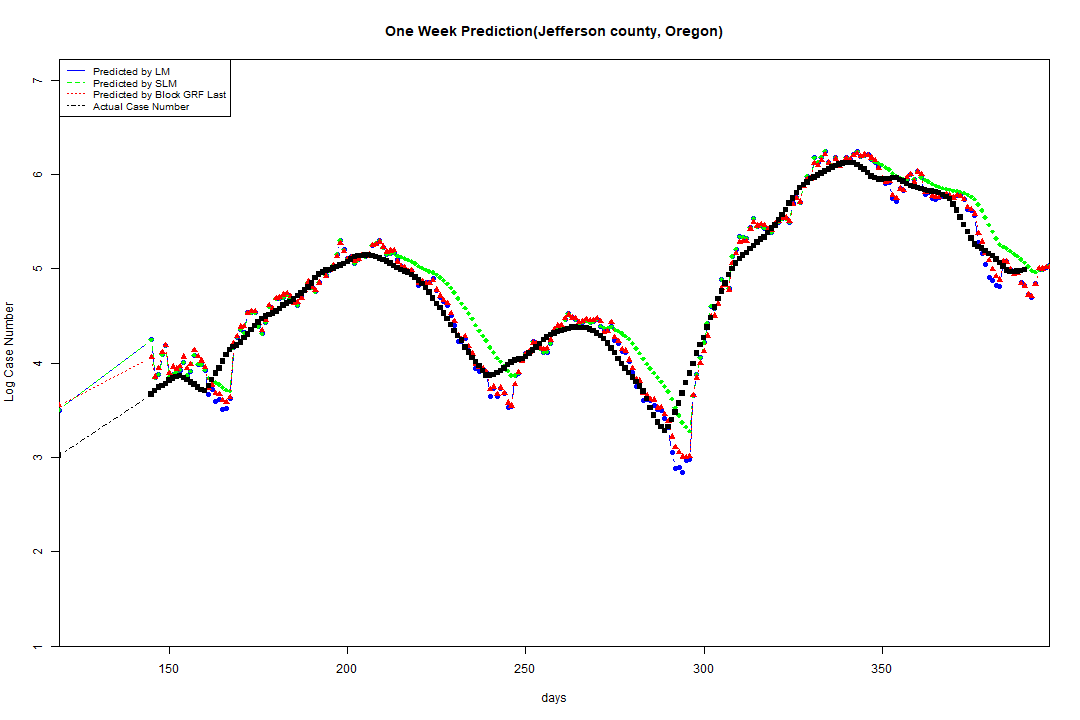 One Week Prediction(Jefferson county, Oregon)
Predicted by LM
Predicted by SLM
Predicted by Block GRF Last
Actual Case Number
7
6
5
4
3
2
1
Log Case Number
150 200 250 300 350
days